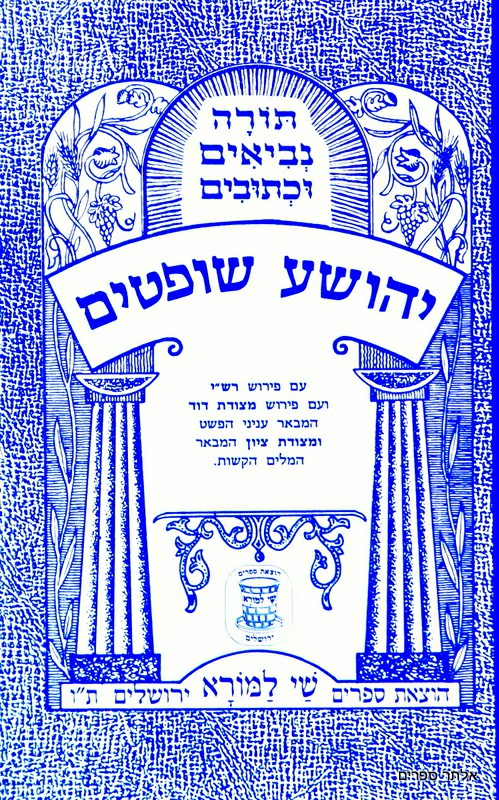 תּוֹרָה
נְבִיאִים
וּכְתוּבִים
יהושע שופטים
עם פירוש רש"י
ועם פירוש מצודת דוד
המבאר עניני הפשט
ומצודת ציון המבאר
המלים הקשות.
הוצאת ספרים
שי למורא
ירושלים
הוצאת ספרים שַׁי לַמּוֹרָא ירושלים ת"ו
אלתר ספרים